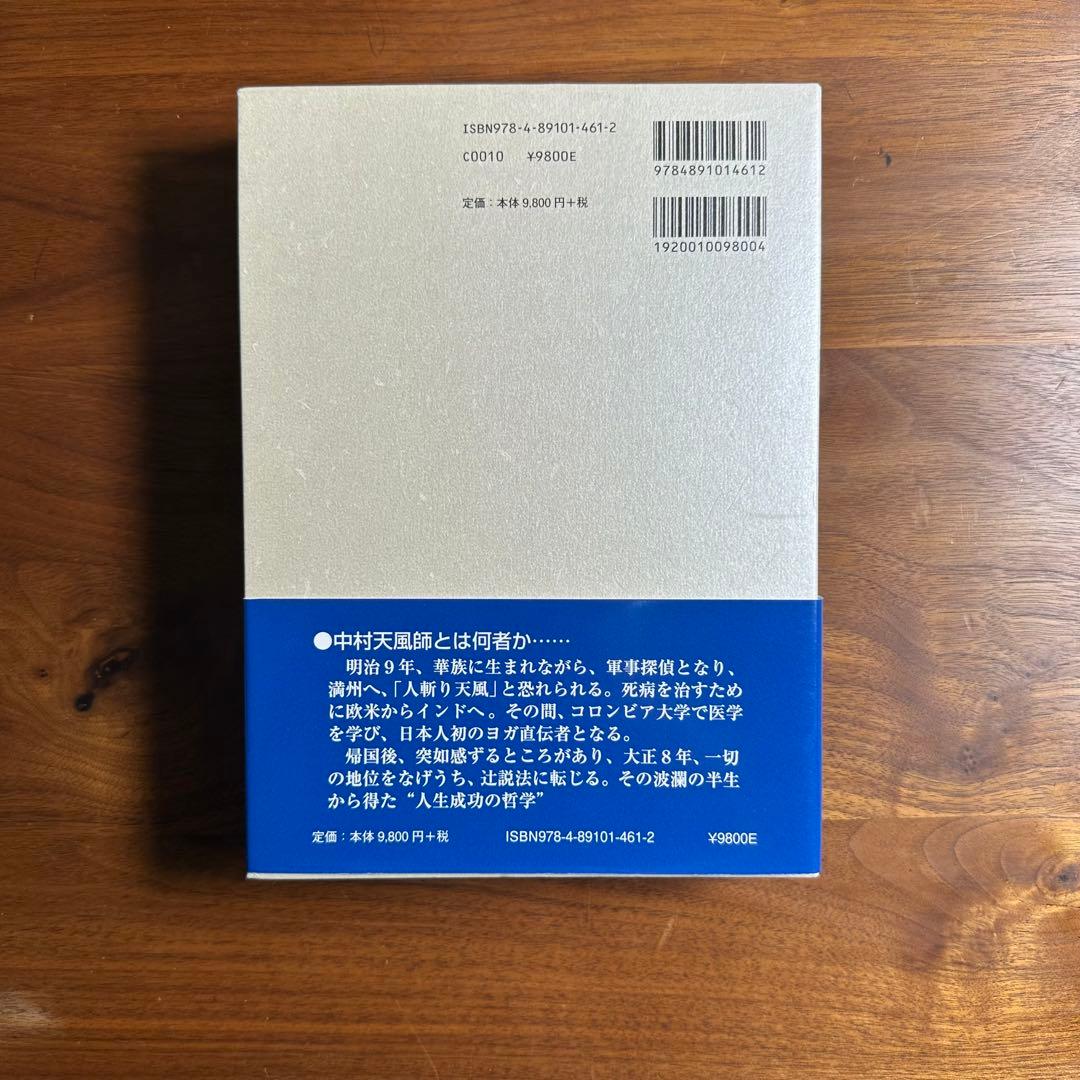 ISBN978-4-89101-461-2
C0010 ¥9800E
定価：本体9,800円＋税
9784891014612
1920010098004
●中村天風師とは何者か……
明治９年、華族に生まれながら、軍事探偵となり、
満州へ、「人斬り天風」と恐れられる。死病を治すため
に欧米からインドへ。その間、コロンビア大学で医学
を学び、日本人初のヨガ直伝者となる。
帰国後、突如感ずるところがあり、大正８年、一切
の地位をなげうち、辻説法に転じる。その波瀾の半生
から得た“人生成功の哲学”
定価：本体9,800円＋税 ISBN978-4-89101-461-2 ¥9800E